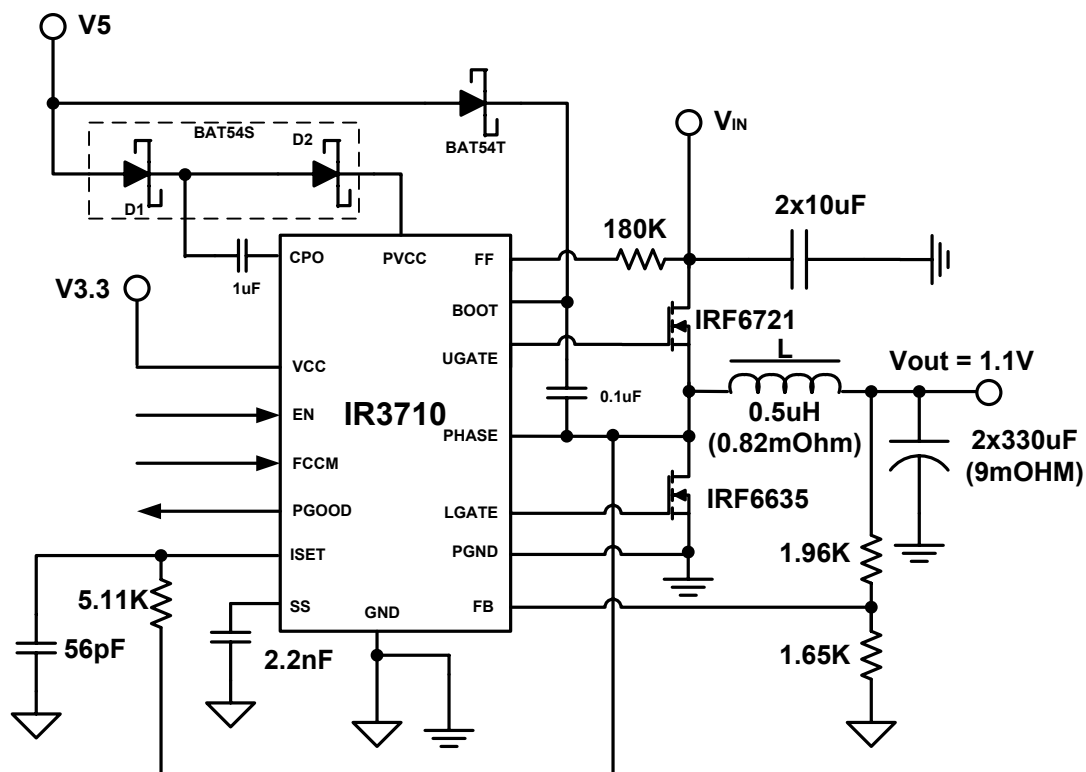 V5
BAT54S
D2
D1
BAT54T
VIN
2x10uF
180K
1uF
V3.3
CPO
PVCC
FF
BOOT
UGATE
VCC
EN
IR3710
PHASE
FCCM
PGOOD
LGATE
ISET
PGND
SS
GND
FB
0.1uF
IRF6721
L
0.5uH
(0.82mOhm)
Vout = 1.1V
2x330uF
(9mOHM)
IRF6635
1.96K
1.65K
5.11K
56pF
2.2nF